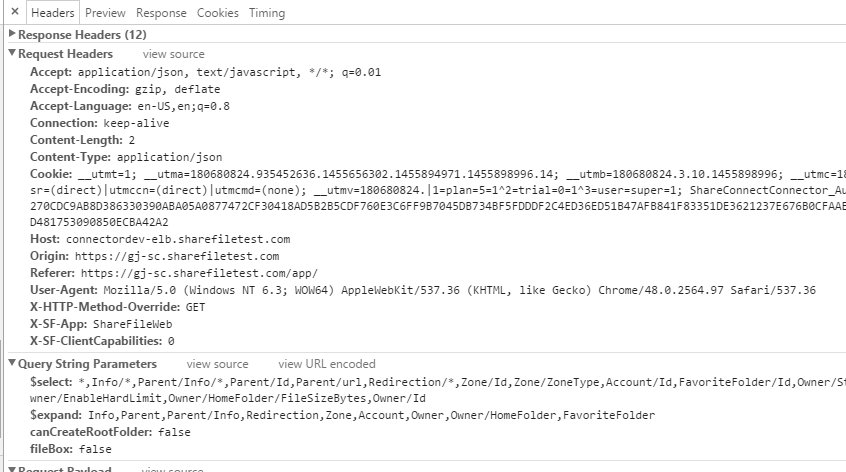 × Headers Preview Response Cookies Timing
Response Headers (12)
Request Headers view source
Accept: application/json, text/javascript, */*; q=0.01
Accept-Encoding: gzip, deflate
Accept-Language: en-US,en;q=0.8
Connection: keep-alive
Content-Length: 2
Content-Type: application/json
Cookie: __utmt=1; __utma=180680824.935452636.1455656302.1455894971.1455898996.14; __utmb=180680824.3.10.1455898996; __utmc=18
sr=(direct)|utmccn=(direct)|utmcmd=(none); __utmv=180680824.|1=plan=5=1^2=trial=0=1^3=user=super=1; ShareConnectConnector_Au
270CDC9AB8D386330390ABA05A0877472CF30418AD5B2B5CDF760E3C6FF9B7045DB734BF5FDDDF2C4ED36ED51B47AFB841F83351DE3621237E676B0CFAAE
D481753090850ECBA42A2
Host: connectordev-elb.sharefiletest.com
Origin: https://gj-sc.sharefiletest.com
Referer: https://gj-sc.sharefiletest.com/app/
User-Agent: Mozilla/5.0 (Windows NT 6.3; WOW64) AppleWebKit/537.36 (KHTML, like Gecko) Chrome/48.0.2564.97 Safari/537.36
X-HTTP-Method-Override: GET
X-SF-App: ShareFileWeb
X-SF-ClientCapabilities: 0
Query String Parameters view source view URL encoded
$select: *,Info/*,Parent/Info/*,Parent/Id,Parent/url,Redirection/*,Zone/Id,Zone/ZoneType,Account/Id,FavoriteFolder/Id,Owner/St
wner/EnableHardLimit,Owner/HomeFolder/FileSizeBytes,Owner/Id
$expand: Info,Parent,Parent/Info,Redirection,Zone,Account,Owner,Owner/HomeFolder,FavoriteFolder
canCreateRootFolder: false
fileBox: false
Request Payload view source